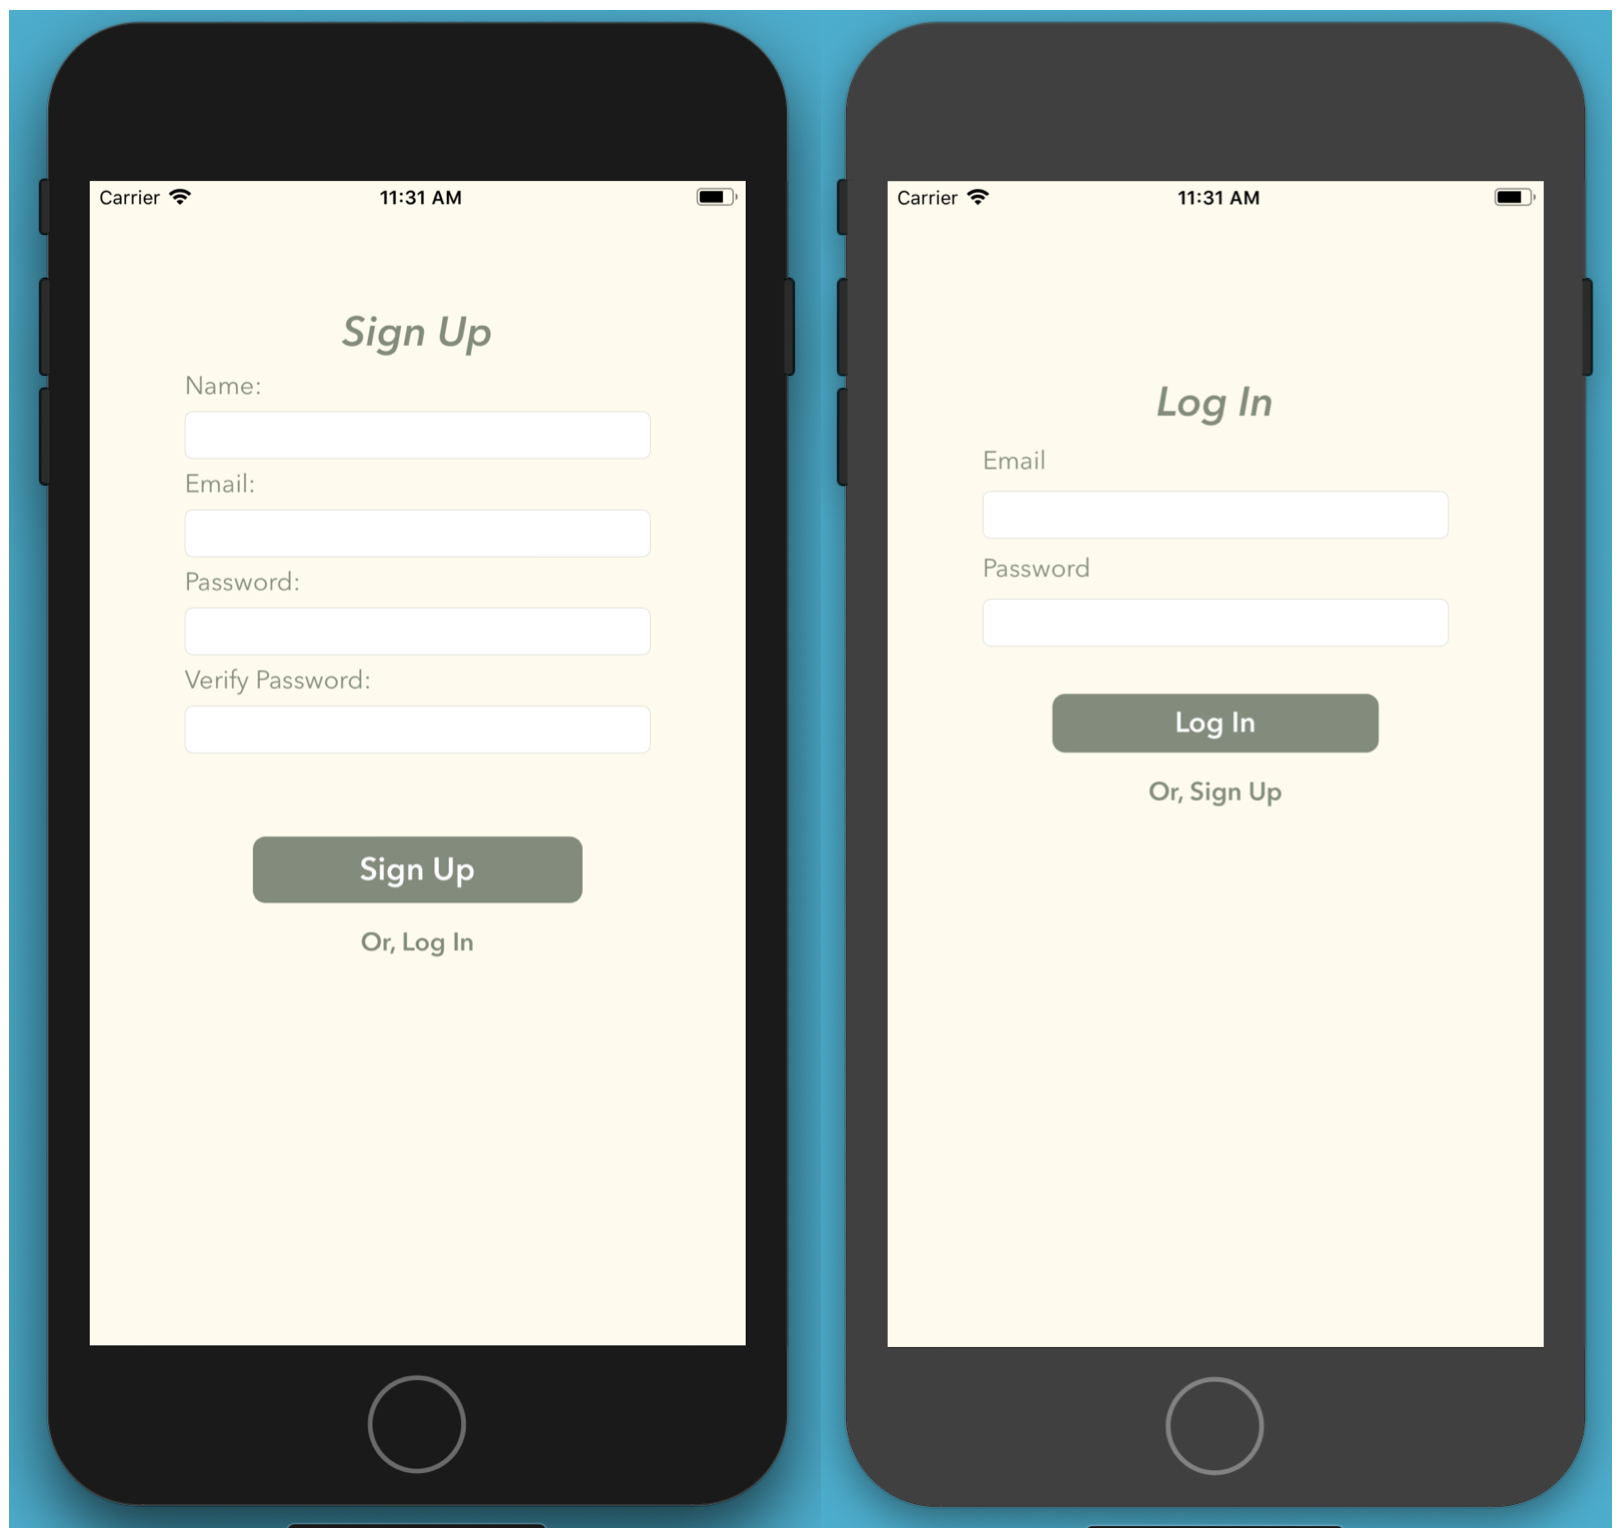 Carrier 11:31 AM
Sign Up
Name:
Email:
Password:
Verify Password:
Sign Up
Or, Log In
Carrier 11:31 AM
Log In
Email
Password
Log In
Or, Sign Up